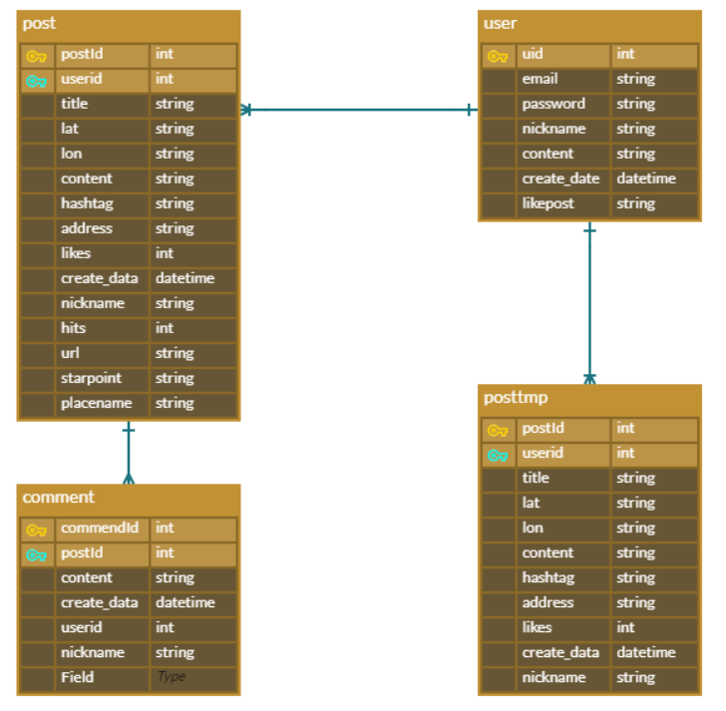 post
postId int
userid int
title string
lat string
lon string
content string
hashtag string
address string
likes int
create_data datetime
nickname string
hits int
url string
starpoint string
placename string
user
uid int
email string
password string
nickname string
content string
create_date datetime
likepost string
comment
commendId int
postId int
content string
create_data datetime
userid int
nickname string
Field Type
posttmp
postId int
userid int
title string
lat string
lon string
content string
hashtag string
address string
likes int
create_data datetime
nickname string